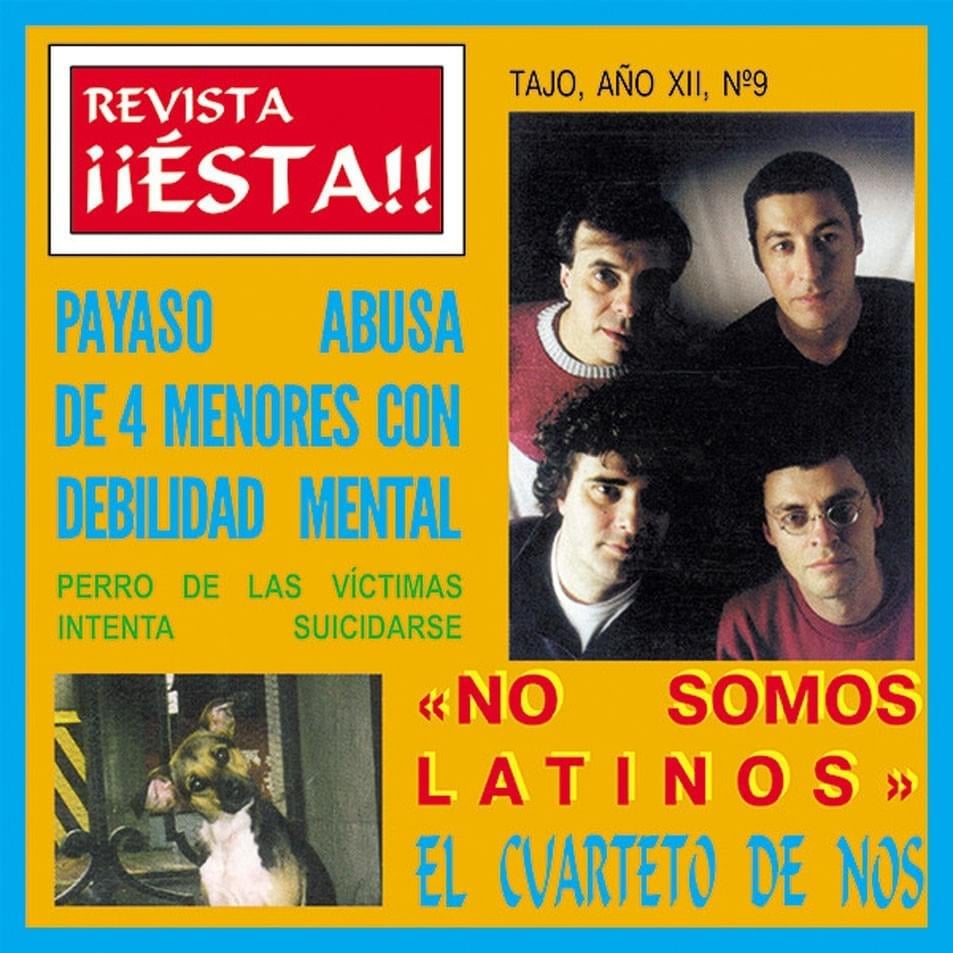 REVISTA
¡¡ÉSTA!!
TAJO, AÑO XII, Nº9
PAYASO ABUSA
DE 4 MENORES CON
DEBILIDAD MENTAL
PERRO DE LAS VÍCTIMAS
INTENTA SUICIDARSE
«NO SOMOS
LATINOS»
EL CUARTETO DE NOS